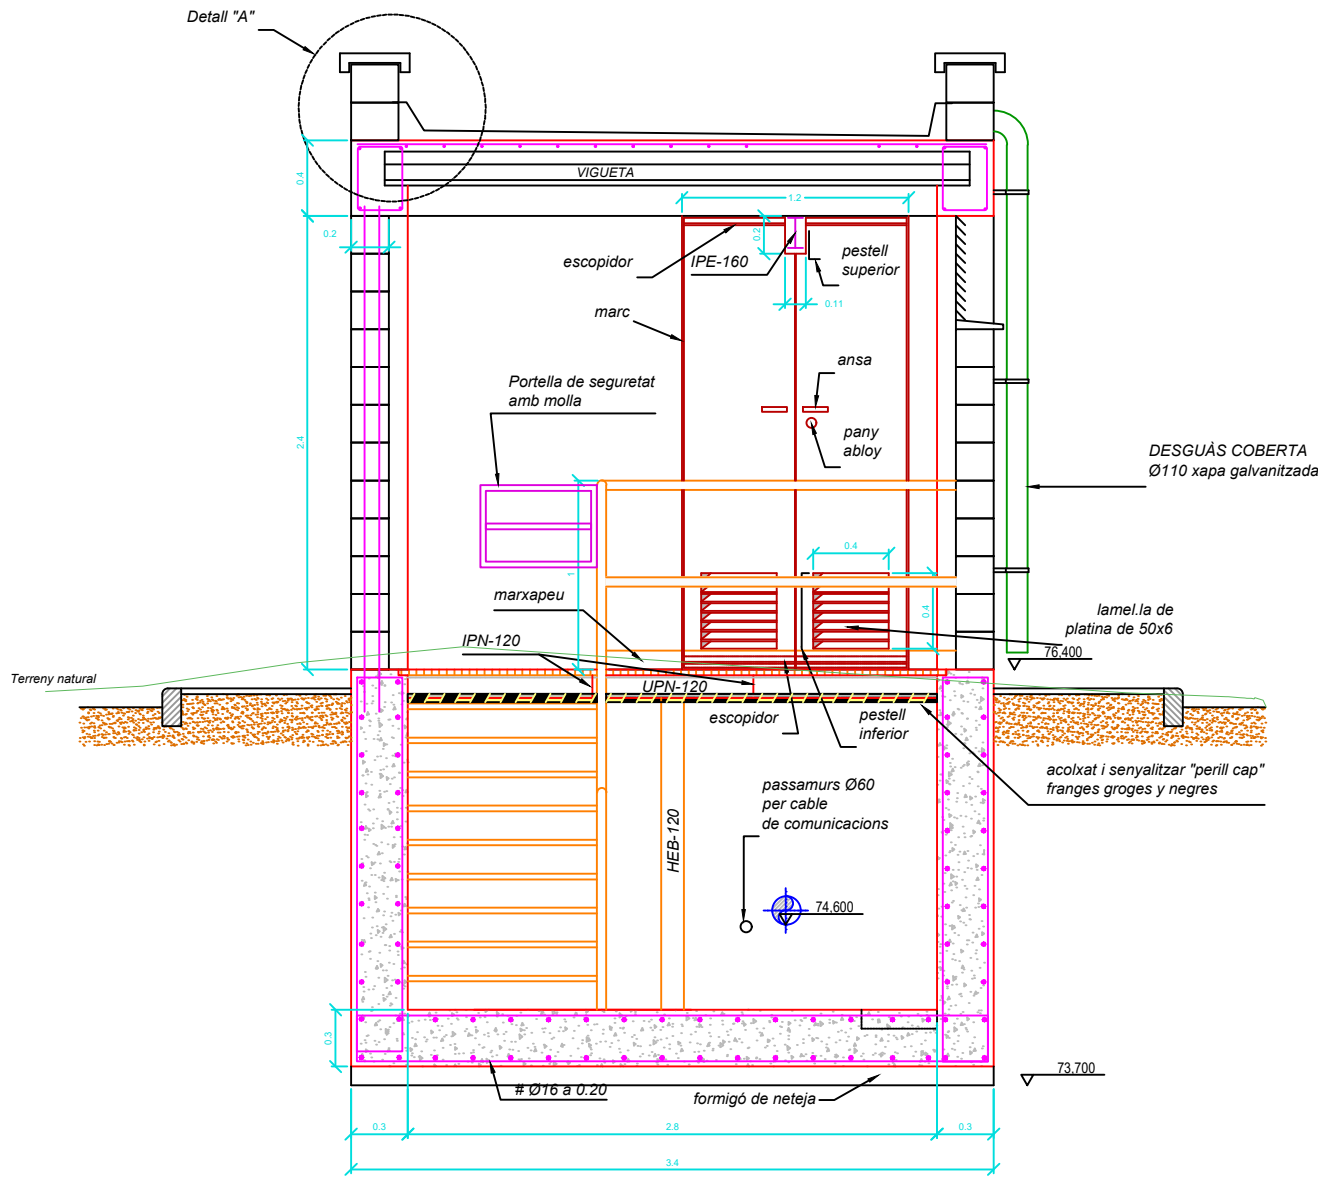 Detall "A"
VIGUETA
0.4
1.2
0.2
0.2
escopidor
IPE-160
pestell
superior
0.11
marc
ansa
Portella de seguretat
amb molla
pany
abloy
2.4
DESGUÀS COBERTA
Ø110 xapa galvanitzada
0.4
1
marxapeu
0.4
lamel.la de
platina de 50x6
IPN-120
76,400
Terreny natural
UPN-120
escopidor
pestell
inferior
acolxat i senyalitzar "perill cap"
franges groges y negres
passamurs Ø60
per cable
de comunicacions
HEB-120
74,600
0.3
73,700
# Ø16 a 0.20
formigó de neteja
0.3
2.8
0.3
3.4